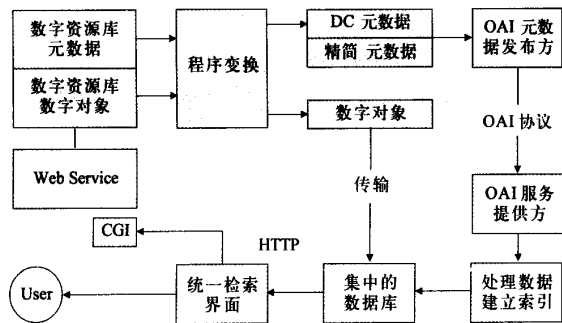 数字资源库
元数据
数字资源库
数字对象
Web Service
程序变换
DC 元数据
精简 元数据
数字对象
OAI 元数
据发布方
OAI 协议
传输
OAI 服务
提供方
CGI
HTTP
User
统一检索
界面
集中的
数据库
处理数据
建立索引